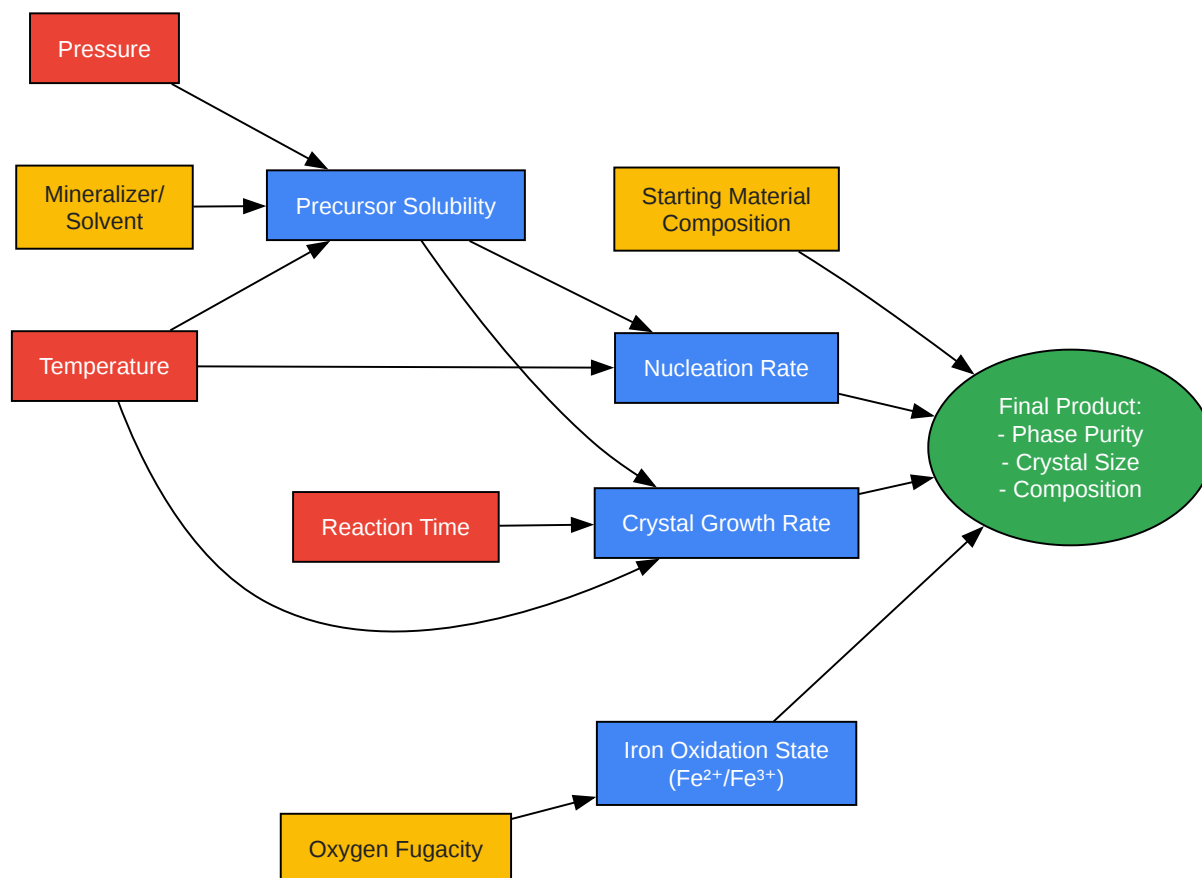 Pressure
Mineralizer/
Solvent
Precursor Solubility
Starting Material
Composition
Temperature
Nucleation Rate
Final Product:
- Phase Purity
- Crystal Size
- Composition
Reaction Time
Crystal Growth Rate
Iron Oxidation State
(Fe²⁺/Fe³⁺)
Oxygen Fugacity